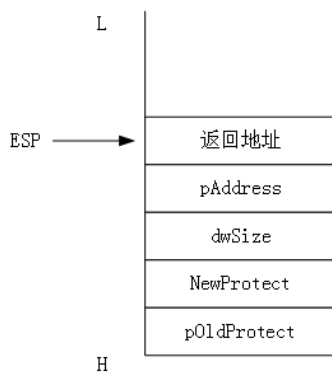 L
ESP
返回地址
pAddress
dwSize
NewProtect
pOldProtect
H